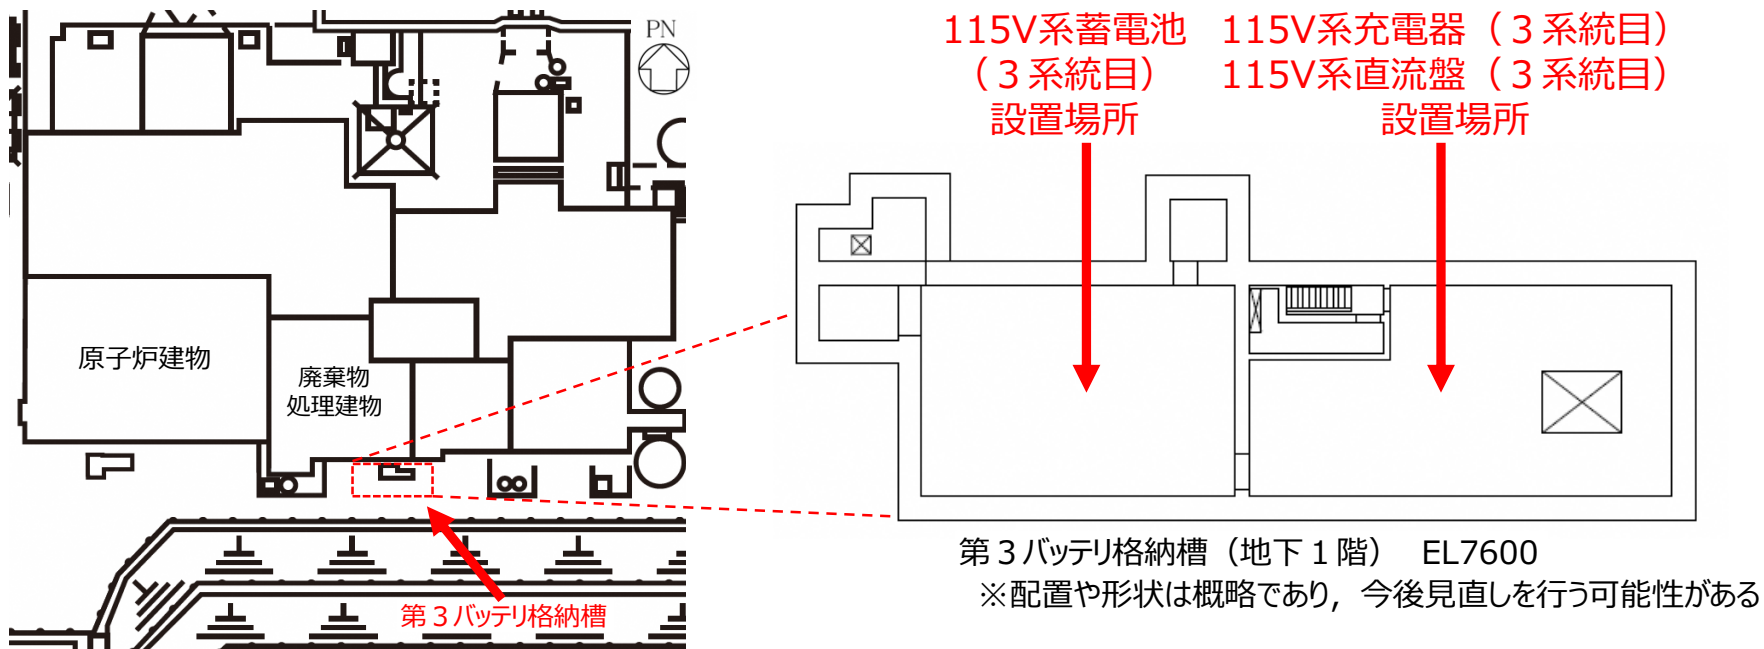 PN
115V系蓄電池
（３系統目）
設置場所
115V系充電器（３系統目）
115V系直流盤（３系統目）
設置場所
原子炉建物
廃棄物
処理建物
第３バッテリ格納槽
第３バッテリ格納槽（地下１階）　EL7600
※配置や形状は概略であり，今後見直しを行う可能性がある